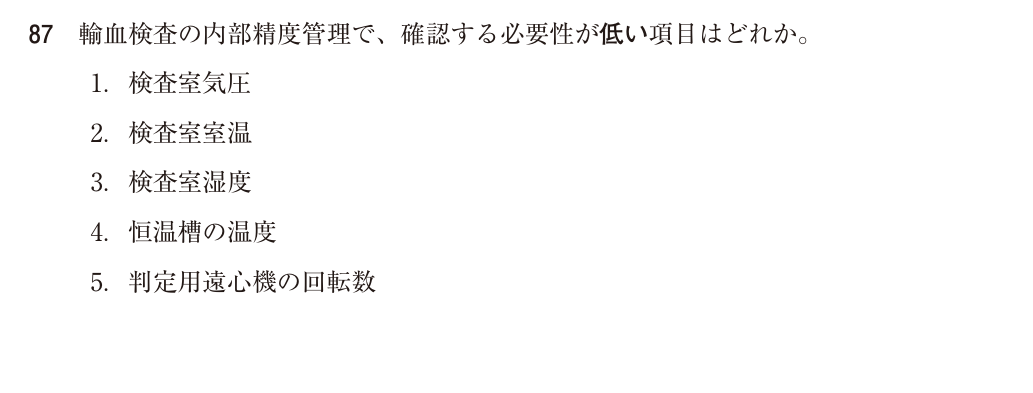 87 輸血検査の内部精度管理で、確認する必要性が低い項目はどれか。
1. 検査室気圧
2. 検査室室温
3. 検査室湿度
4. 恒温槽の温度
5. 判定用遠心機の回転数